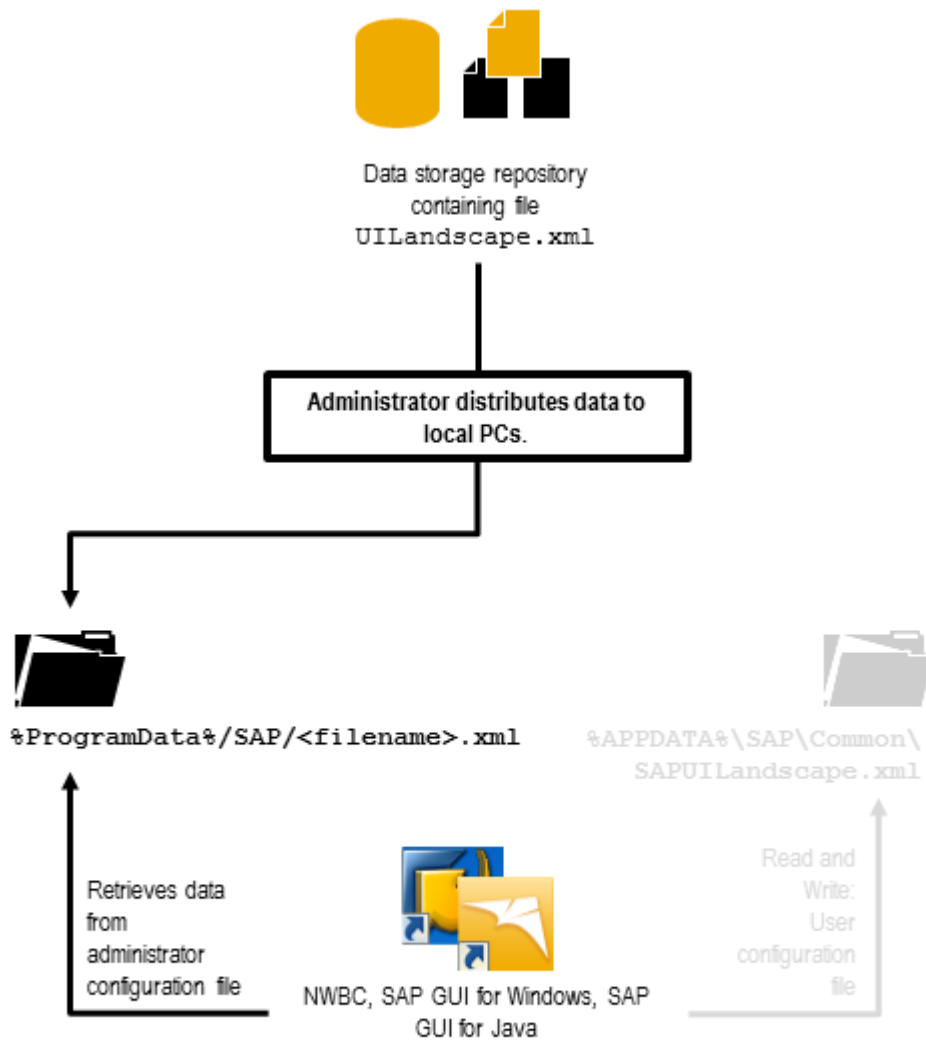 Data storage repository
containing file
UILandscape.xml
Administrator distributes data to
local PCs.
%ProgramData%/SAP/<filename>.xml
%APPDATA%\SAP\Common\
SAPUILandscape.xml
Retrieves data
from
administrator
configuration file
Read and
Write:
User
configuration
file
NWBC, SAP GUI for Windows, SAP
GUI for Java